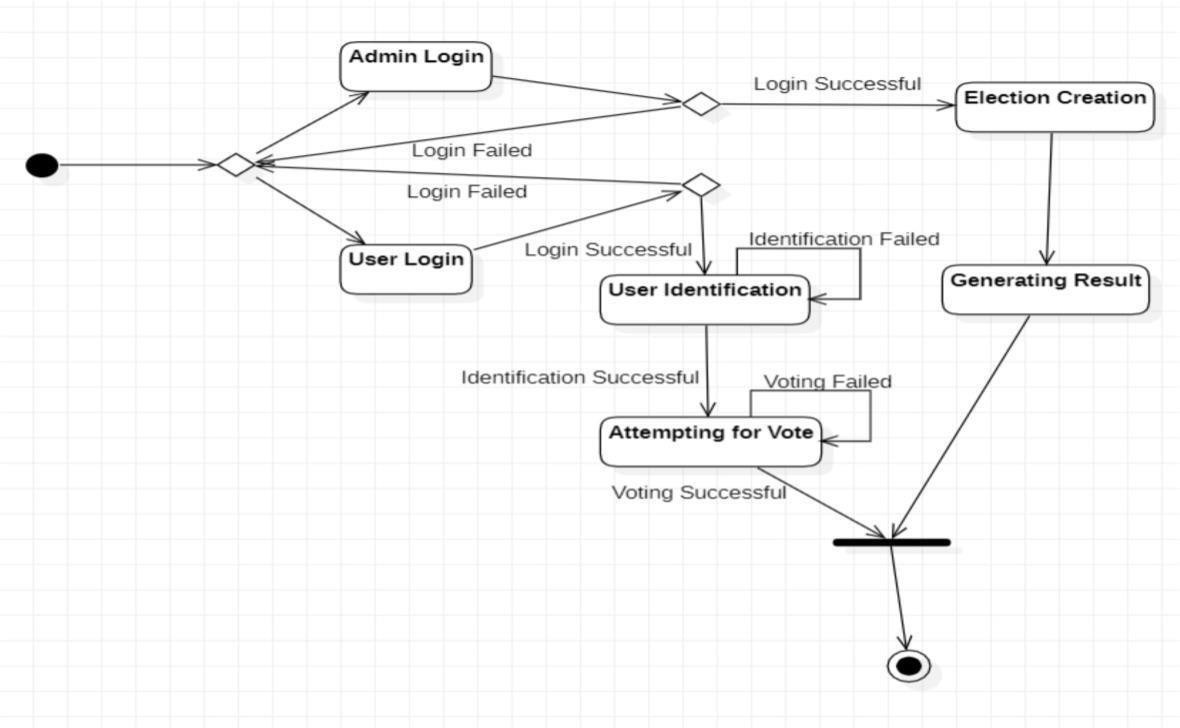 Admin Login
Login Successful
Election Creation
Login Failed
Login Failed
User Login
Login Successful
Identification Failed
User Identification
Generating Result
Identification Successful
Voting Failed
Attempting for Vote
Voting Successful